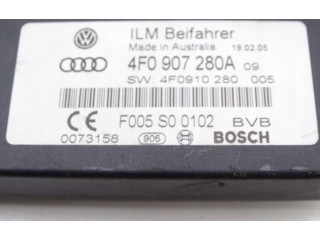 ILM Beifahrer
Made in Australia 19.02.05
4F0 907 280A 09
SW: 4F0910 280 005
CE F005 S0 0102 BVB
0073158 906 BOSCH